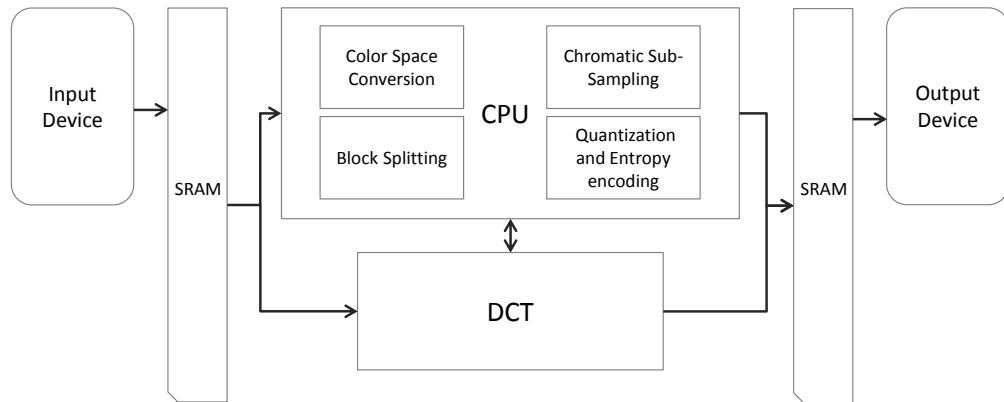 Input
Device
SRAM
Color Space
Conversion
Chromatic Sub-
Sampling
CPU
Block Splitting
Quantization
and Entropy
encoding
DCT
SRAM
Output
Device